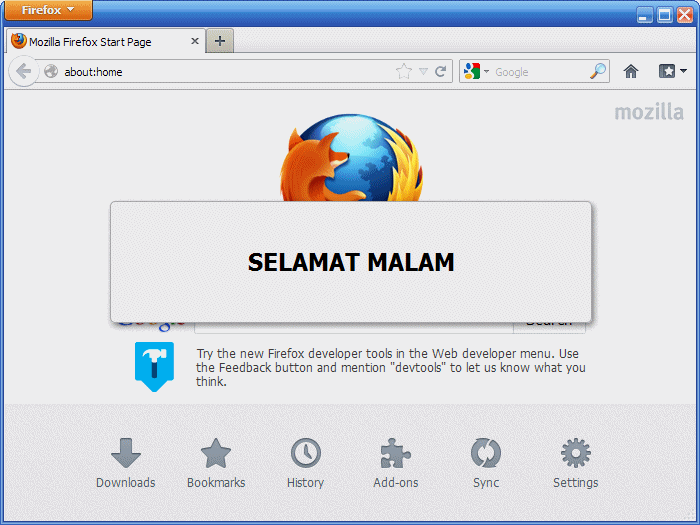 Firefox
Mozilla Firefox Start Page
about:home
Google
mozilla
SELAMAT MALAM
Google
Search
Try the new Firefox developer tools in the Web developer menu. Use
the Feedback button and mention "devtools" to let us know what you
think.
Downloads
Bookmarks
History
Add-ons
Sync
Settings